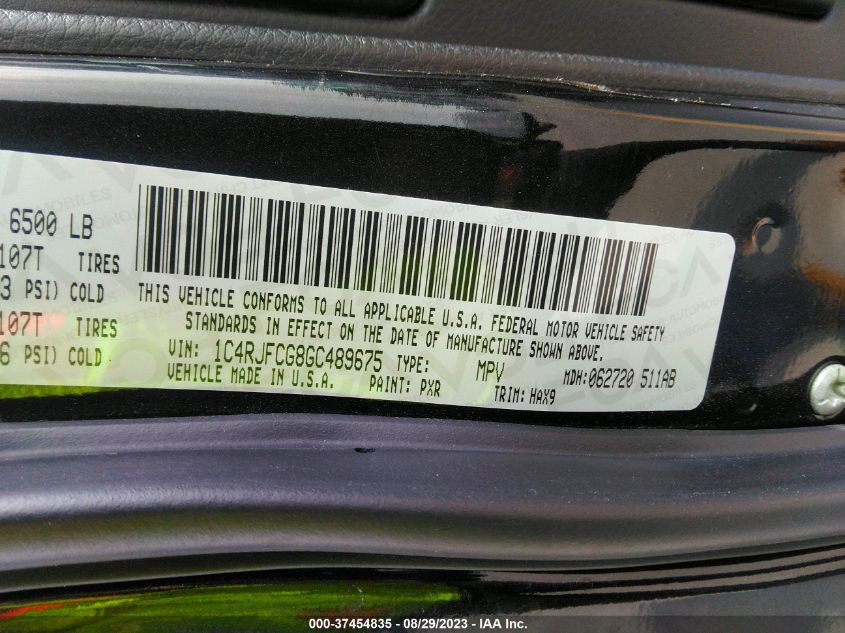 6500 LB
107T TIRES
3 PSI) COLD
107T TIRES
6 PSI) COLD
THIS VEHICLE CONFORMS TO ALL APPLICABLE U.S.A. FEDERAL MOTOR VEHICLE SAFETY
STANDARDS IN EFFECT ON THE DATE OF MANUFACTURE SHOWN ABOVE.
VIN: 1C4RJFCG8GC489675 TYPE: MPV MDH:062720 511AB
VEHICLE MADE IN U.S.A. PAINT: PXR TRIM: HAX9
000-37454835 - 08/29/2023 - IAA Inc.